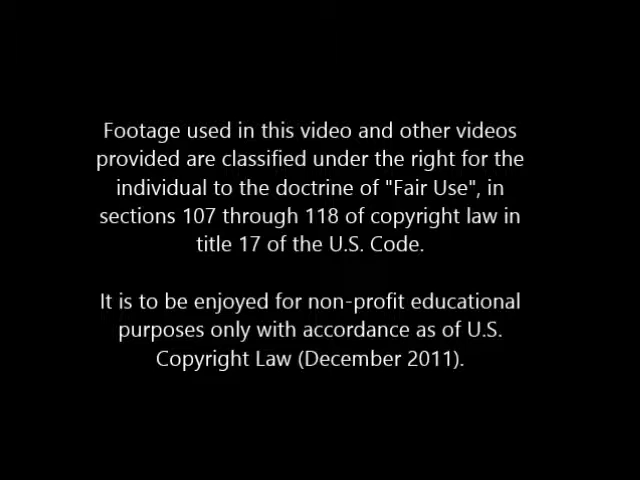 Footage used in this video and other videos
provided are classified under the right for the
individual to the doctrine of "Fair Use", in
sections 107 through 118 of copyright law in
title 17 of the U.S. Code.
It is to be enjoyed for non-profit educational
purposes only with accordance as of U.S.
Copyright Law (December 2011).